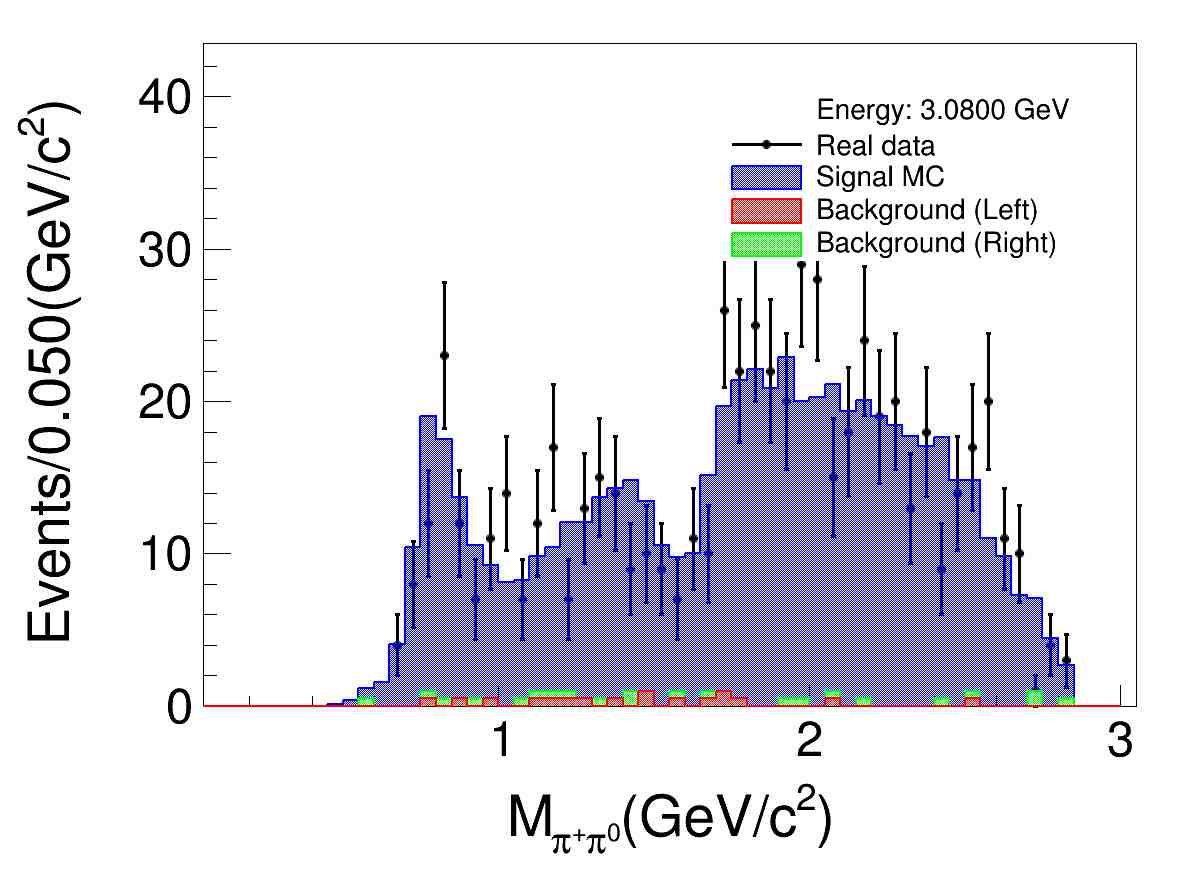 Events/0.050(GeV/c²)
40
30
20
10
0
Energy: 3.0800 GeV
Real data
Signal MC
Background (Left)
Background (Right)
1 2 3
Mπ⁺π⁰(GeV/c²)